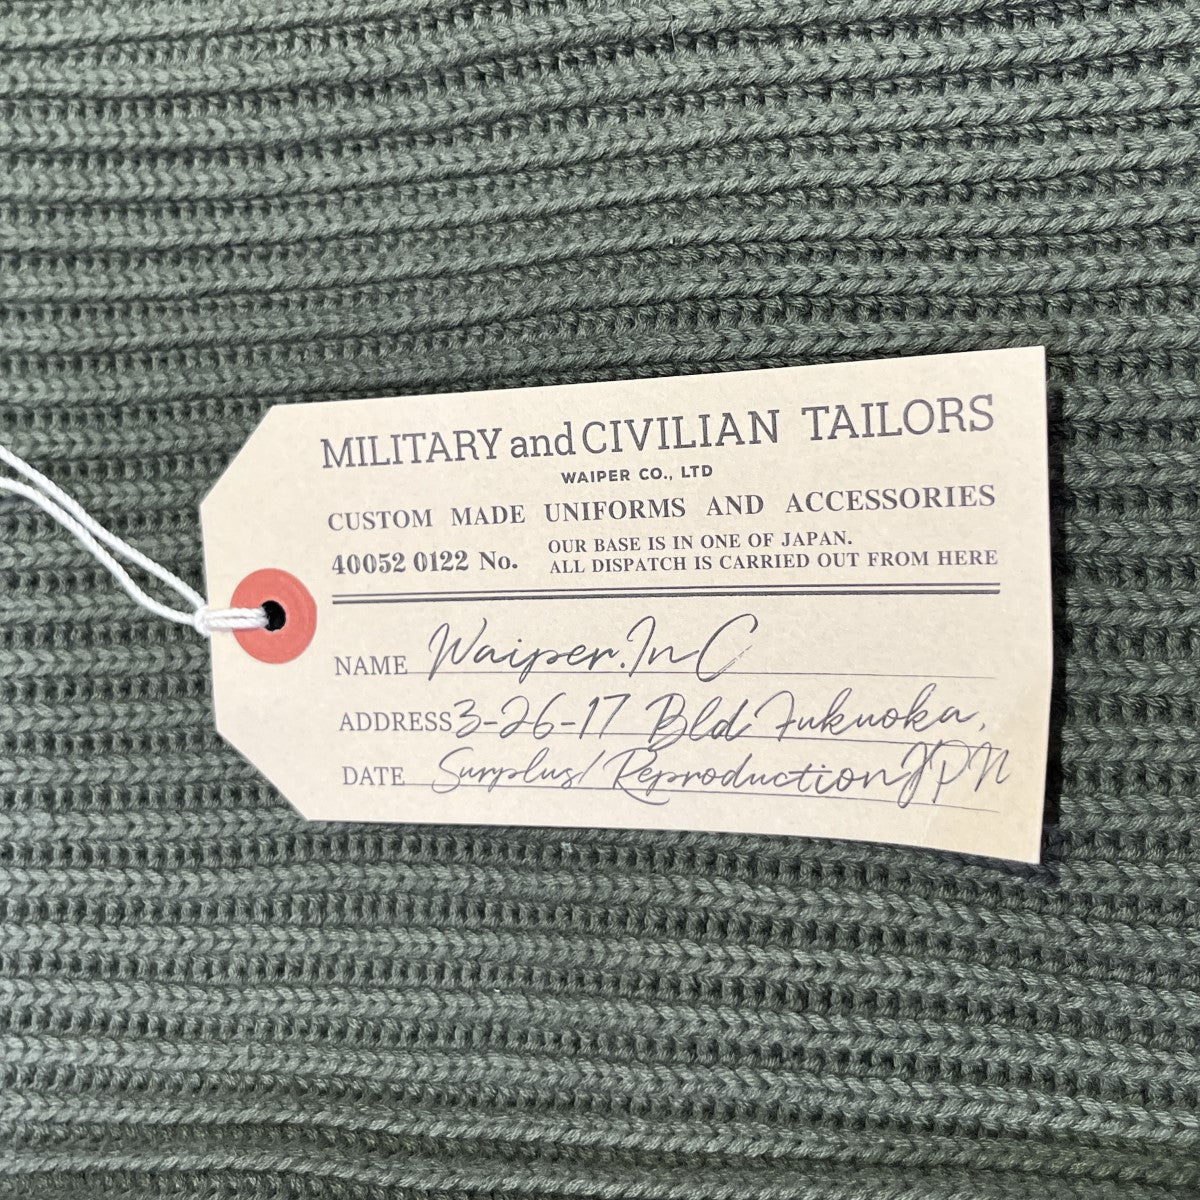 MILITARY and CIVILIAN TAILORS
WAIPER CO., LTD
CUSTOM MADE UNIFORMS AND ACCESSORIES
40052 0122 No.
OUR BASE IS IN ONE OF JAPAN.
ALL DISPATCH IS CARRIED OUT FROM HERE
NAME Waiper.InC
ADDRESS 3-26-17 Bld Fukuoka,
DATE Surplus/Reproduction JPN